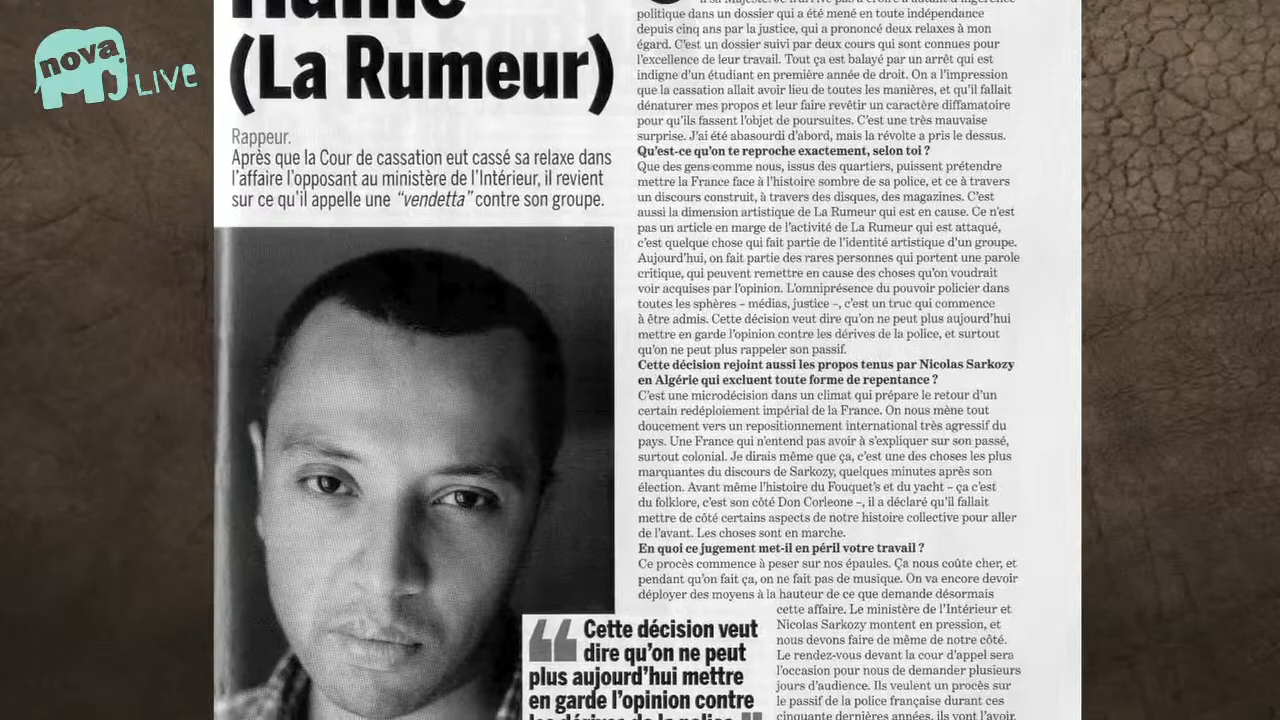 nova
LIVE
(La Rumeur)
Rappeur.
Après que la Cour de cassation eut cassé sa relaxe dans
l'affaire l'opposant au ministère de l'Intérieur, il revient
sur ce qu'il appelle une "vendetta" contre son groupe.
politique dans un dossier qui a été mené en toute indépendance
depuis cinq ans par la justice, qui a prononcé deux relaxes à mon
égard. C'est un dossier suivi par deux cours qui sont connues pour
l'excellence de leur travail. Tout ça est balayé par un arrêt qui est
indigne d'un étudiant en première année de droit. On a l'impression
que la cassation allait avoir lieu de toutes les manières, et qu'il fallait
dénaturer mes propos et leur faire revêtir un caractère diffamatoire
pour qu'ils fassent l'objet de poursuites. C'est une très mauvaise
surprise. J'ai été abasourdi d'abord, mais la révolte a pris le dessus.
Qu'est-ce qu'on te reproche exactement, selon toi ?
Que des gens comme nous, issus des quartiers, puissent prétendre
mettre la France face à l'histoire sombre de sa police, et ce à travers
un discours construit, à travers des disques, des magazines. C'est
aussi la dimension artistique de La Rumeur qui est en cause. Ce n'est
pas un article en marge de l'activité de La Rumeur qui est attaqué,
c'est quelque chose qui fait partie de l'identité artistique d'un groupe.
Aujourd'hui, on fait partie des rares personnes qui portent une parole
critique, qui peuvent remettre en cause des choses qu'on voudrait
voir acquises par l'opinion. L'omniprésence du pouvoir policier dans
toutes les sphères – médias, justice –, c'est un truc qui commence
à être admis. Cette décision veut dire qu'on ne peut plus aujourd'hui
mettre en garde l'opinion contre les dérives de la police, et surtout
qu'on ne peut plus rappeler son passif.
Cette décision rejoint aussi les propos tenus par Nicolas Sarkozy
en Algérie qui excluent toute forme de repentance ?
C'est une microdécision dans un climat qui prépare le retour d'un
certain redéploiement impérial de la France. On nous mène tout
doucement vers un repositionnement international très agressif du
pays. Une France qui n'entend pas avoir à s'expliquer sur son passé,
surtout colonial. Je dirais même que ça, c'est une des choses les plus
marquantes du discours de Sarkozy, quelques minutes après son
élection. Avant même l'histoire du Fouquet's et du yacht – ça c'est
du folklore, c'est son côté Don Corleone –, il a déclaré qu'il fallait
mettre de côté certains aspects de notre histoire collective pour aller
de l'avant. Les choses sont en marche.
En quoi ce jugement met-il en péril votre travail ?
Ce procès commence à peser sur nos épaules. Ça nous coûte cher, et
pendant qu'on fait ça, on ne fait pas de musique. On va encore devoir
déployer des moyens à la hauteur de ce que demande désormais
cette affaire. Le ministère de l'Intérieur et
Nicolas Sarkozy montent en pression, et
nous devons faire de même de notre côté.
Le rendez-vous devant la cour d'appel sera
l'occasion pour nous de demander plusieurs
jours d'audience. Ils veulent un procès sur
le passif de la police française durant ces
cinquante dernières années, ils vont l'avoir.
Cette décision veut
dire qu'on ne peut
plus aujourd'hui mettre
en garde l'opinion contre
les dérives de la police.